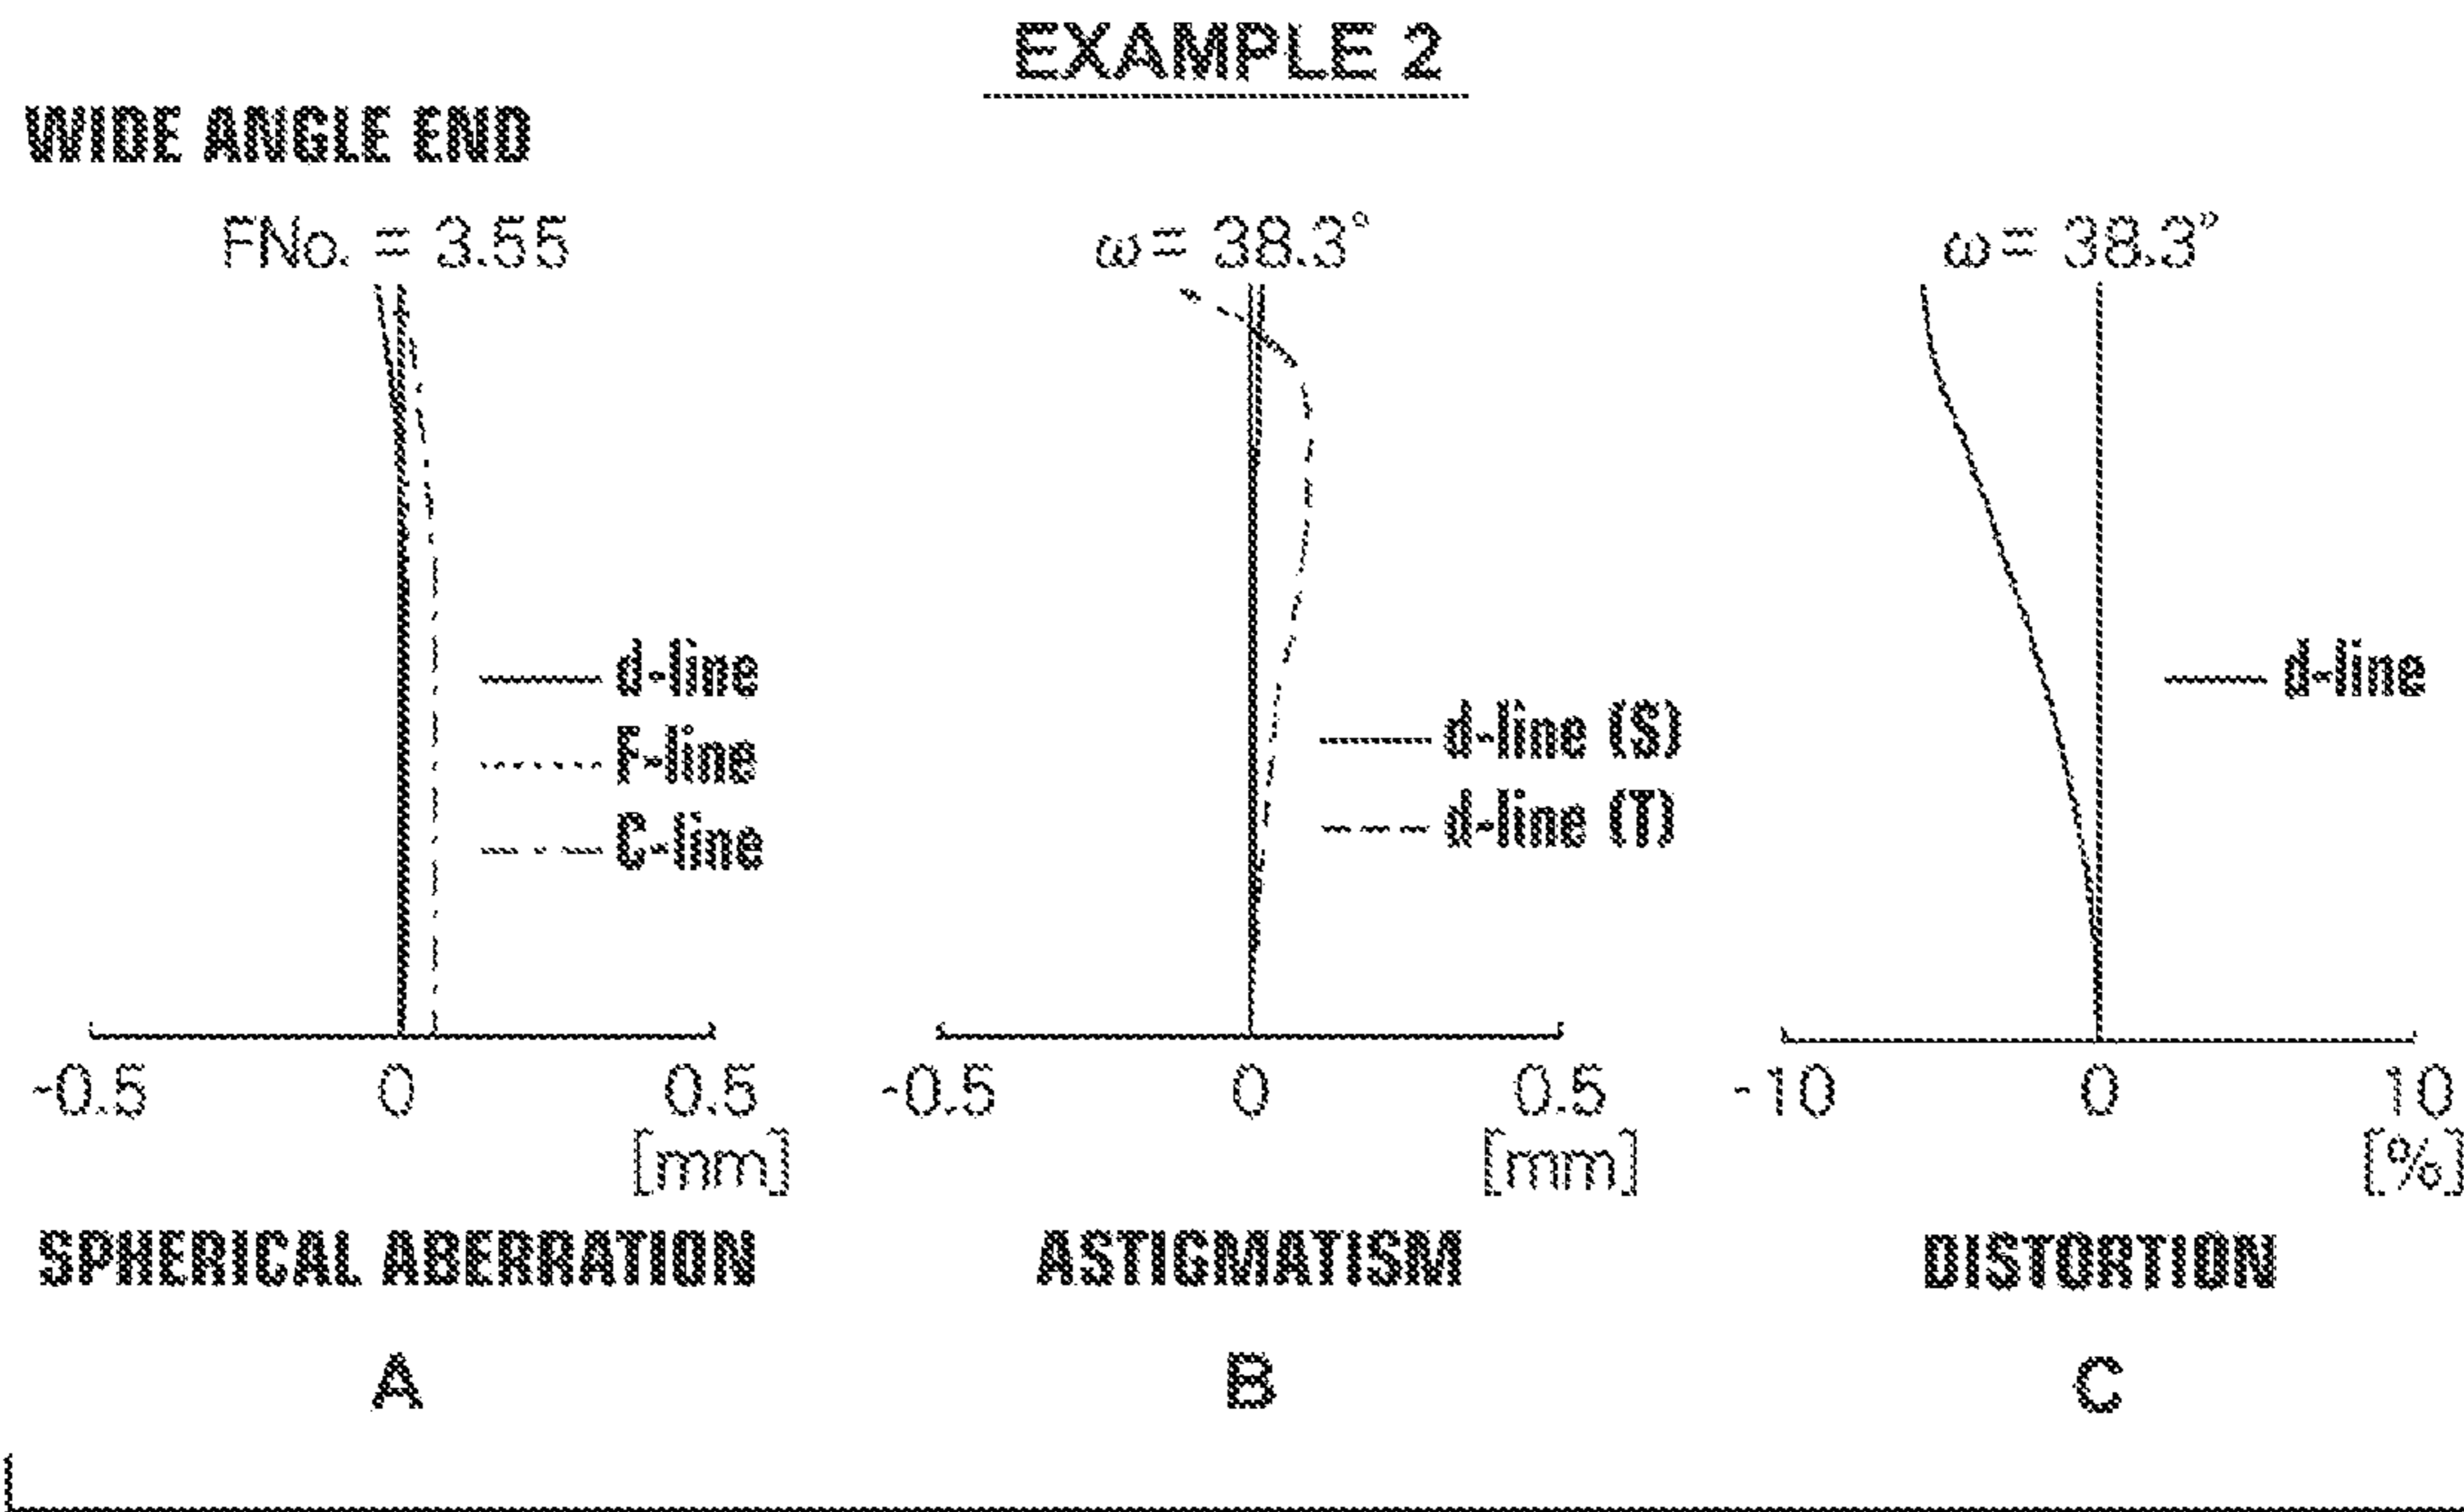 EXAMPLE 2
WIDE ANGLE END
FNo. = 3.55
ω = 38.3°
ω = 38.3°
d-line
F-line
C-line
d-line (S)
d-line (T)
d-line
-0.5 0 0.5
[mm]
-0.5 0 0.5
[mm]
-10 0 10
[%]
SPHERICAL ABERRATION
ASTIGMATISM
DISTORTION
A
B
C